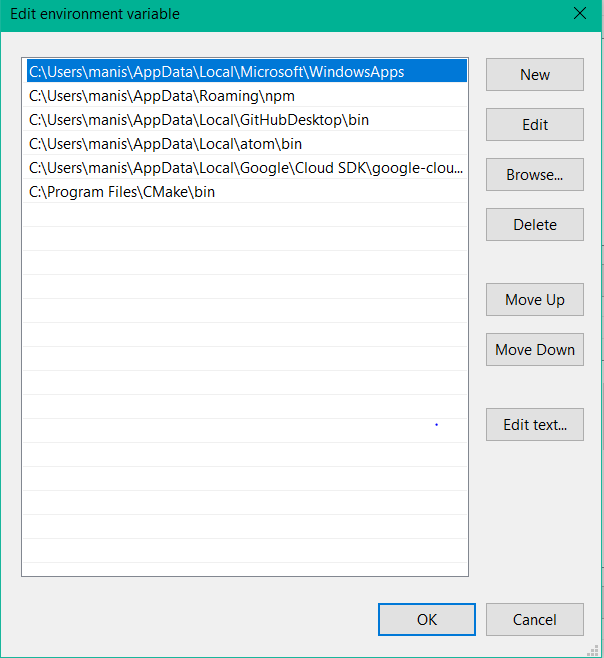 Edit environment variable
C:\Users\manis\AppData\Local\Microsoft\WindowsApps
C:\Users\manis\AppData\Roaming\npm
C:\Users\manis\AppData\Local\GitHubDesktop\bin
C:\Users\manis\AppData\Local\atom\bin
C:\Users\manis\AppData\Local\Google\Cloud SDK\google-clou...
C:\Program Files\CMake\bin
New
Edit
Browse...
Delete
Move Up
Move Down
Edit text...
OK
Cancel